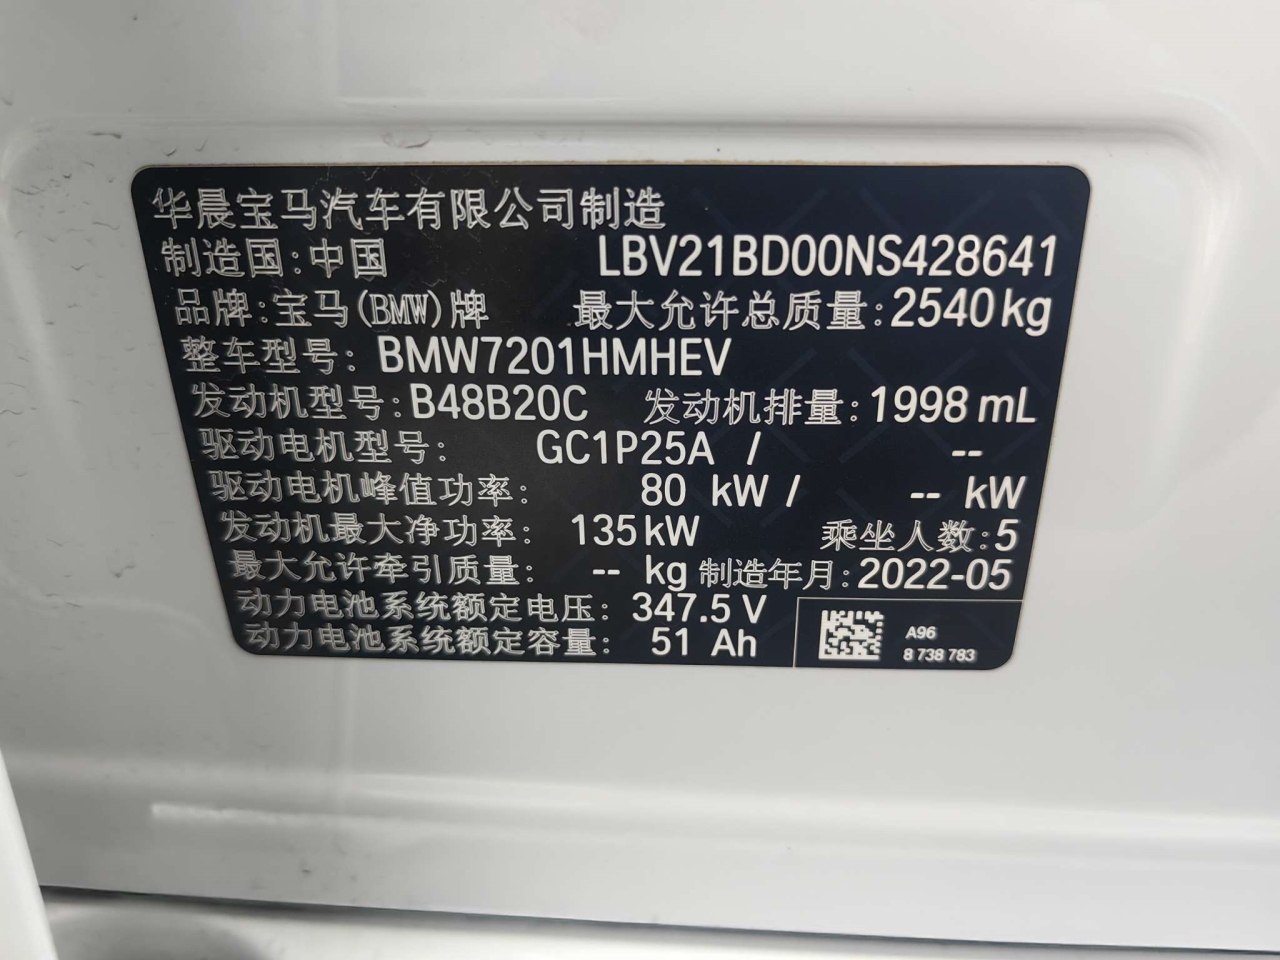 华晨宝马汽车有限公司制造
制造国:中国 LBV21BD00NS428641
品牌:宝马(BMW)牌 最大允许总质量:2540kg
整车型号: BMW7201HMHEV
发动机型号:B48B20C 发动机排量:1998 mL
驱动电机型号: GC1P25A / --
驱动电机峰值功率: 80 kW / -- kW
发动机最大净功率: 135kW 乘坐人数:5
最大允许牵引质量: -- kg 制造年月:2022-05
动力电池系统额定电压: 347.5 V
动力电池系统额定容量: 51 Ah
A96
8 738 783